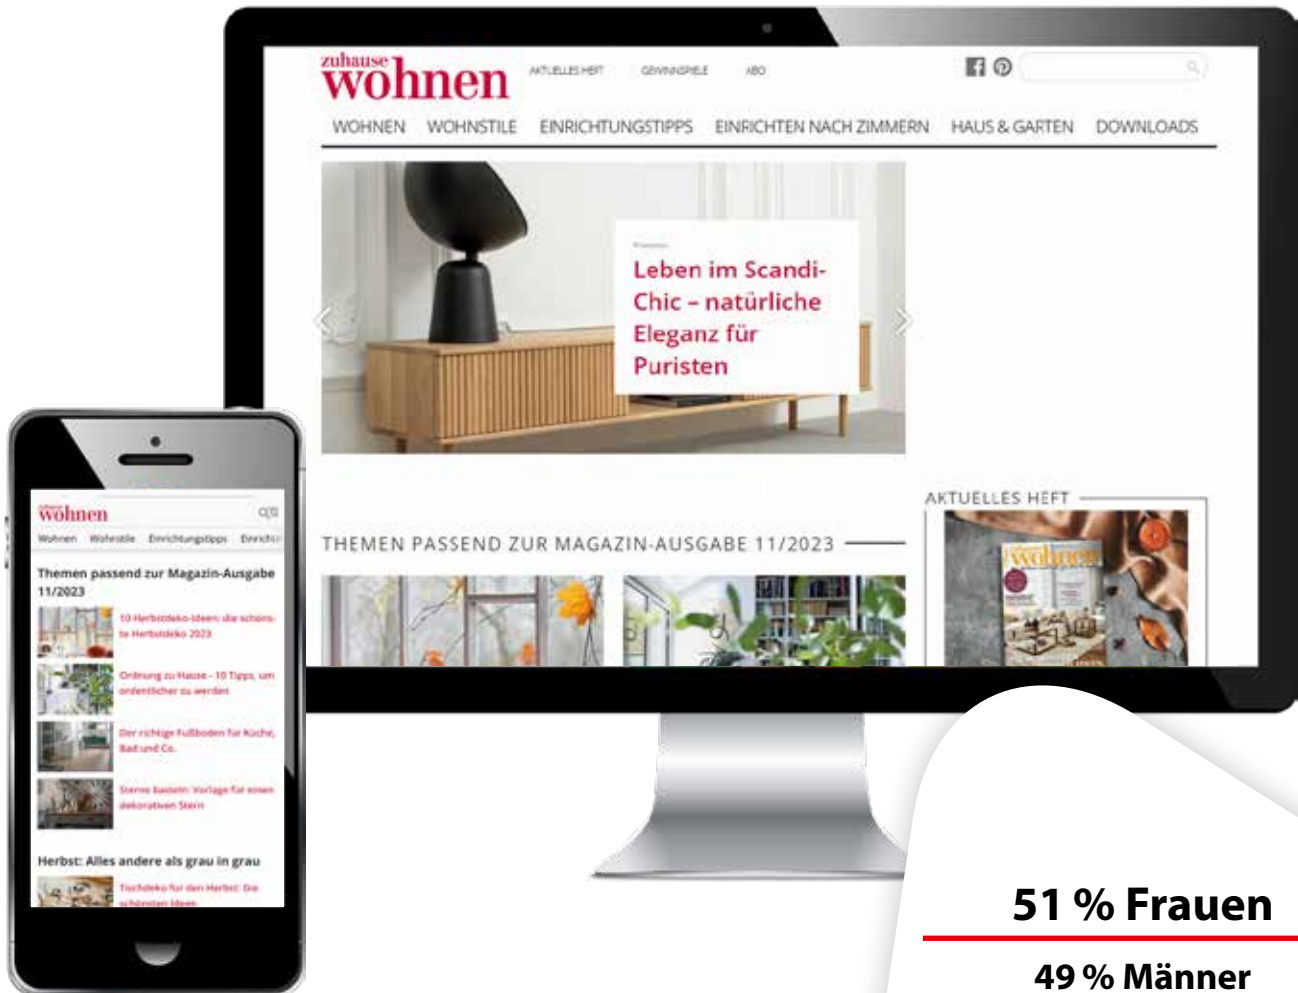 zuhause
wohnen
AKTUELLES HEFT GEWINNSPIELE ABO
WOHNEN WOHNSTILE EINRICHTUNGSTIPPS EINRICHTEN NACH ZIMMERN HAUS & GARTEN DOWNLOADS
Leben im Scandi-
Chic – natürliche
Eleganz für
Puristen
AKTUELLES HEFT
THEMEN PASSEND ZUR MAGAZIN-AUSGABE 11/2023
wohnen
zuhause
wohnen
Wohnen Wohnstile Einrichtungstipps Einricht
Themen passend zur Magazin-Ausgabe
11/2023
10 Herbstdeko-Ideen: die schöns-
te Herbstdeko 2023
Ordnung zu Hause - 10 Tipps, um
ordentlicher zu werden
Der richtige Fußboden für Küche,
Bad und Co.
Sterne basteln: Vorlage für einen
dekorativen Stern
Herbst: Alles andere als grau in grau
Tischdeko für den Herbst: Die
schönsten Ideen
51 % Frauen
49 % Männer